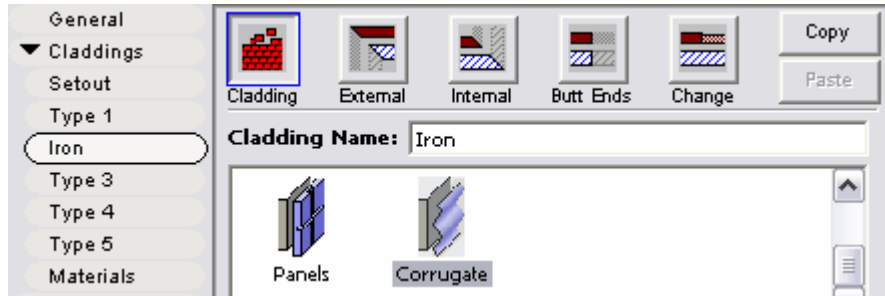 General
Claddings
Setout
Type 1
Iron
Type 3
Type 4
Type 5
Materials
Cladding External Internal Butt Ends Change
Copy
Paste
Cladding Name: Iron
Panels Corrugate